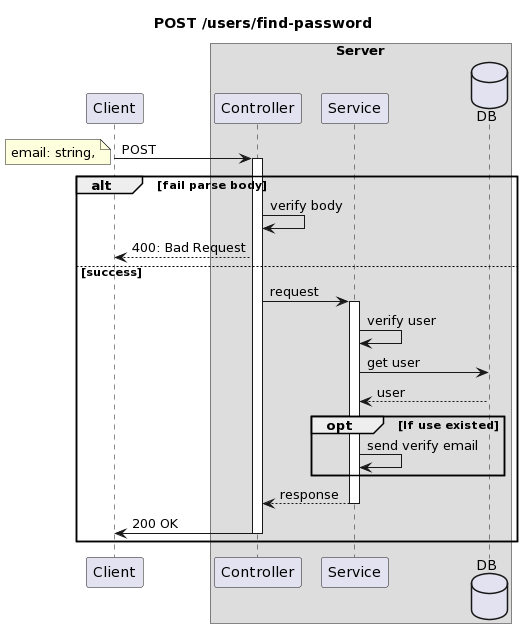 POST /users/find-password
Server
Client
Controller
Service
DB
email: string,
POST
alt
[fail parse body]
verify body
400: Bad Request
[success]
request
verify user
get user
user
opt
[If use existed]
send verify email
response
200 OK
Client
Controller
Service
DB